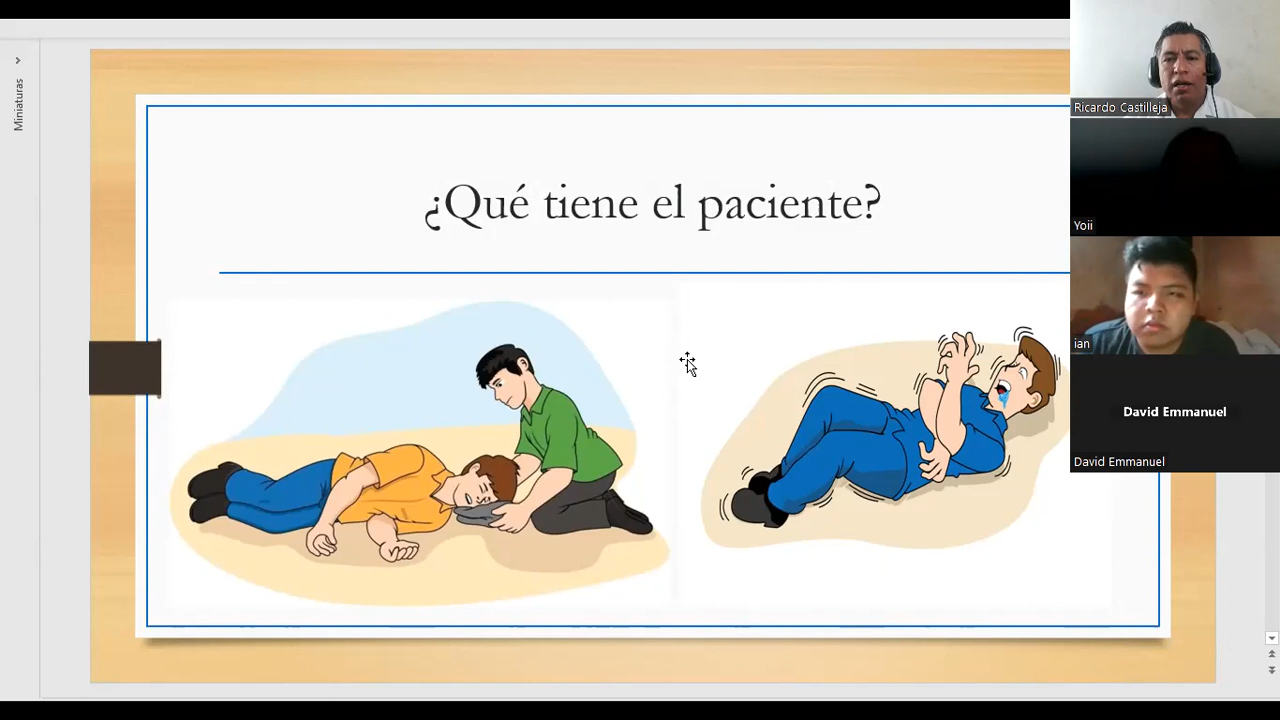 Miniaturas
¿Qué tiene el paciente?
Ricardo Castilleja
Yoii
ian
David Emmanuel
David Emmanuel